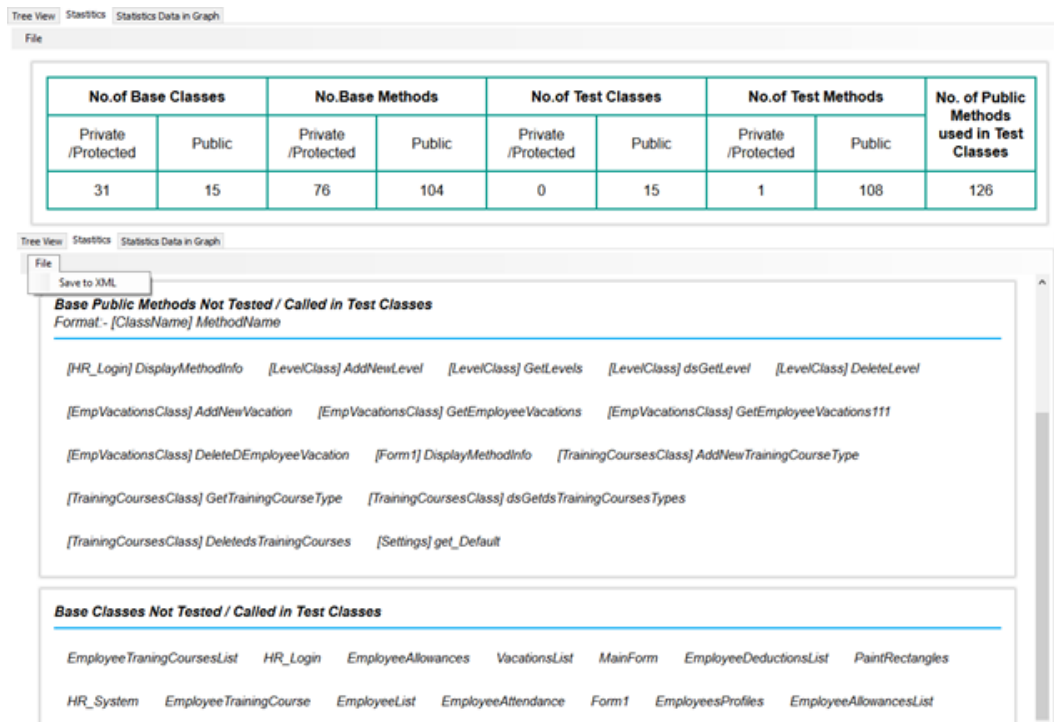 Tree View Stastitics Statistics Data in Graph
File
No.of Base Classes No.Base Methods No.of Test Classes No.of Test Methods No. of Public Methods used in Test Classes
Private /Protected Public Private /Protected Public Private /Protected Public Private /Protected Public
31 15 76 104 0 15 1 108 126
Tree View Stastitics Statistics Data in Graph
File
Save to XML
Base Public Methods Not Tested / Called in Test Classes
Format:- [ClassName] MethodName
[HR_Login] DisplayMethodInfo [LevelClass] AddNewLevel [LevelClass] GetLevels [LevelClass] dsGetLevel [LevelClass] DeleteLevel
[EmpVacationsClass] AddNewVacation [EmpVacationsClass] GetEmployeeVacations [EmpVacationsClass] GetEmployeeVacations111
[EmpVacationsClass] DeleteDEmployeeVacation [Form1] DisplayMethodInfo [TrainingCoursesClass] AddNewTrainingCourseType
[TrainingCoursesClass] GetTrainingCourseType [TrainingCoursesClass] dsGetdsTrainingCoursesTypes
[TrainingCoursesClass] DeletedsTrainingCourses [Settings] get_Default
Base Classes Not Tested / Called in Test Classes
EmployeeTraningCoursesList HR_Login EmployeeAllowances VacationsList MainForm EmployeeDeductionsList PaintRectangles
HR_System EmployeeTrainingCourse EmployeeList EmployeeAttendance Form1 EmployeesProfiles EmployeeAllowancesList